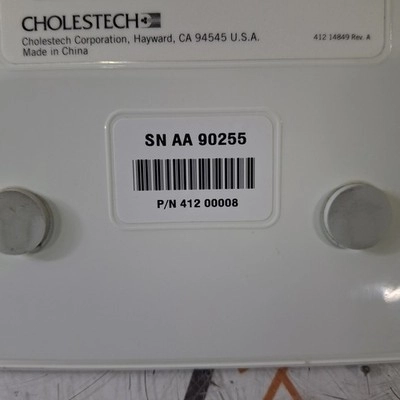 CHOLESTECH
Cholestech Corporation, Hayward, CA 94545 U.S.A.
Made in China
412 14849 Rev. A
SN AA 90255
P/N 412 00008